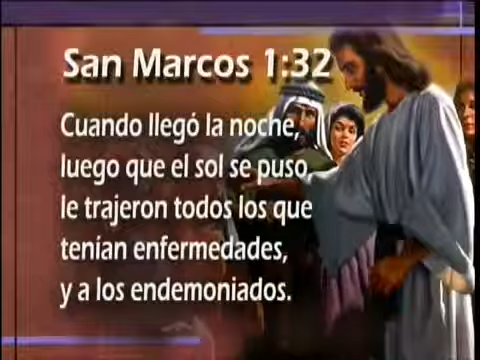 San Marcos 1:32
Cuando llegó la noche,
luego que el sol se puso,
le trajeron todos los que
tenían enfermedades,
y a los endemoniados.